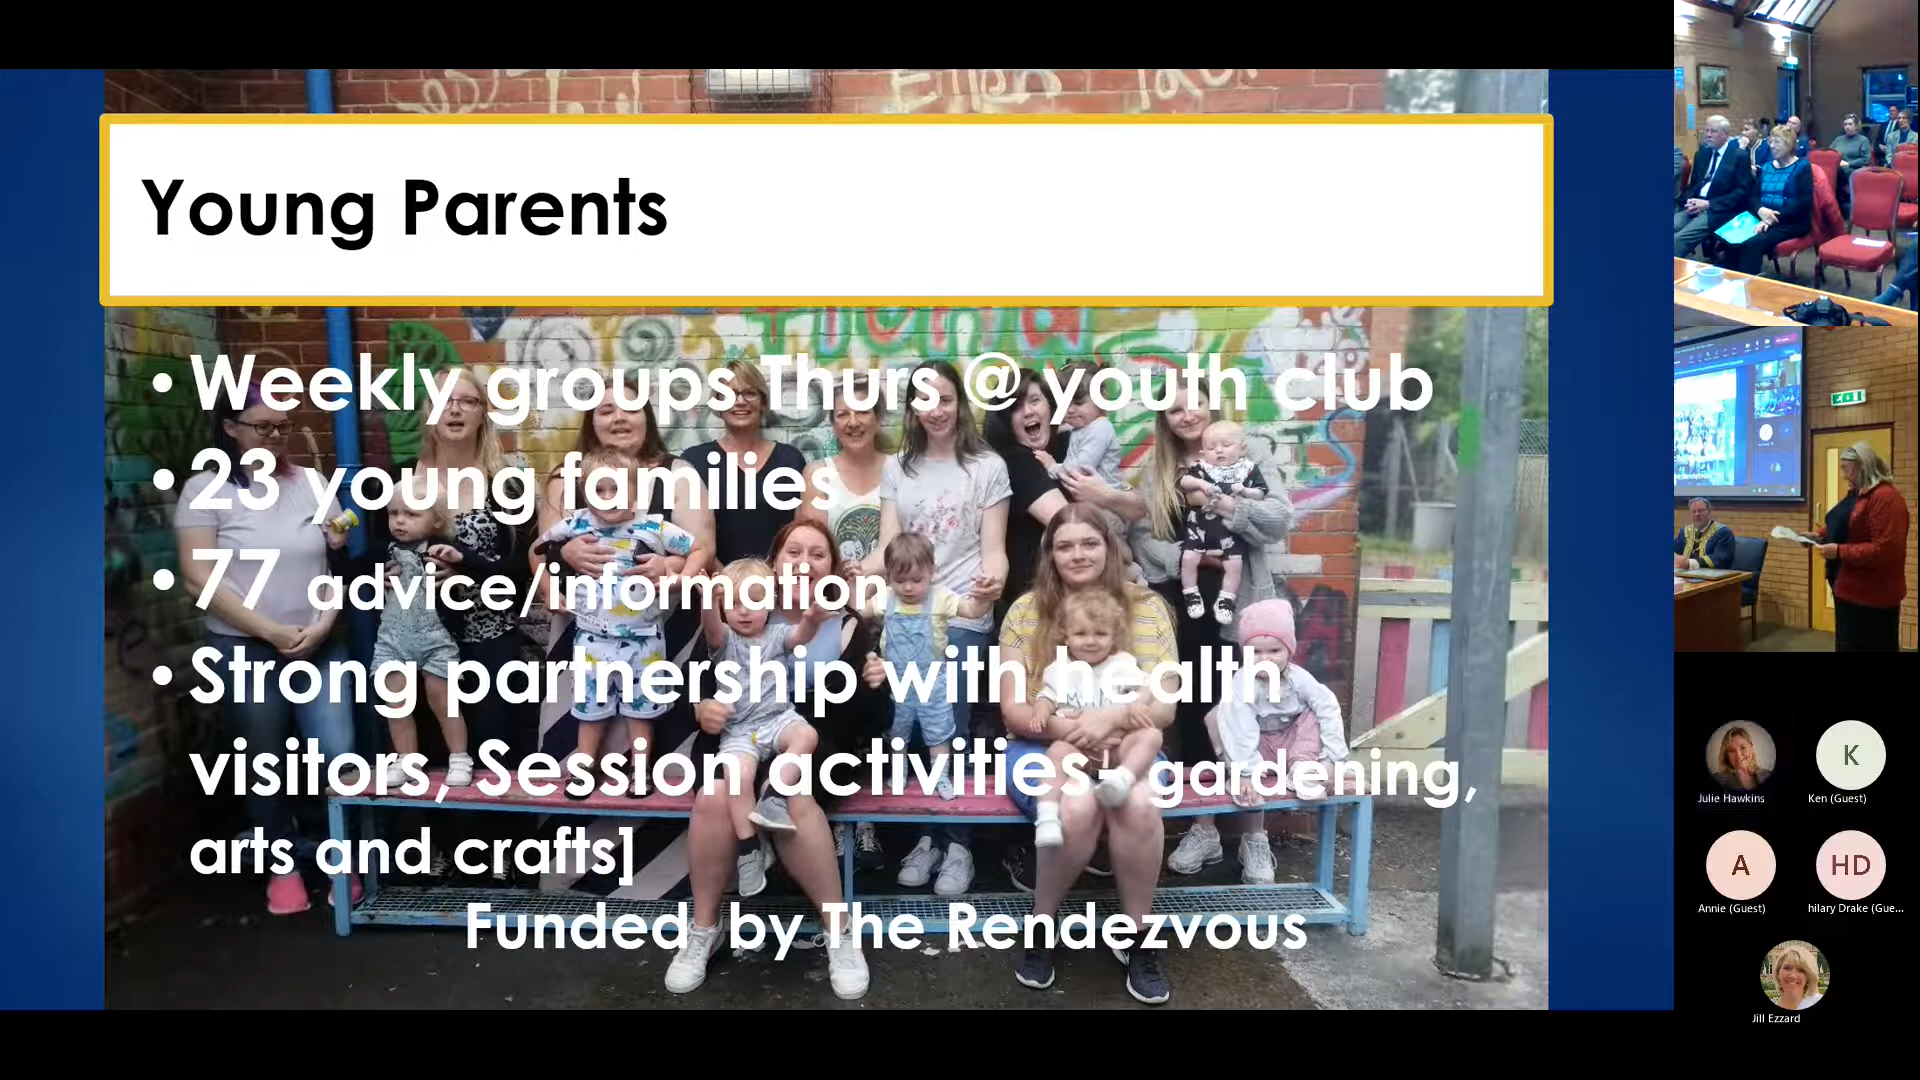 Young Parents
• Weekly groups Thurs @ youth club
• 23 young families
• 77 advice/information
• Strong partnership with health
visitors, Session activities- gardening,
arts and crafts]
Funded by The Rendezvous
Julie Hawkins
K
Ken (Guest)
A
Annie (Guest)
HD
hilary Drake (Gue...
Jill Ezzard